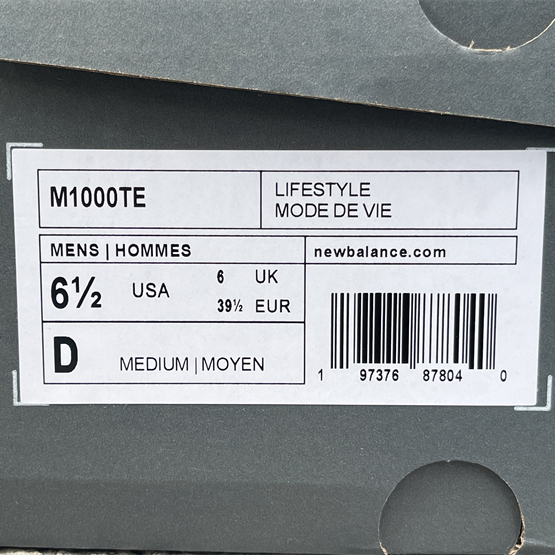 M1000TE
LIFESTYLE
MODE DE VIE
MENS | HOMMES
newbalance.com
6½ USA
6 UK
39½ EUR
D MEDIUM | MOYEN
1 97376 87804 0